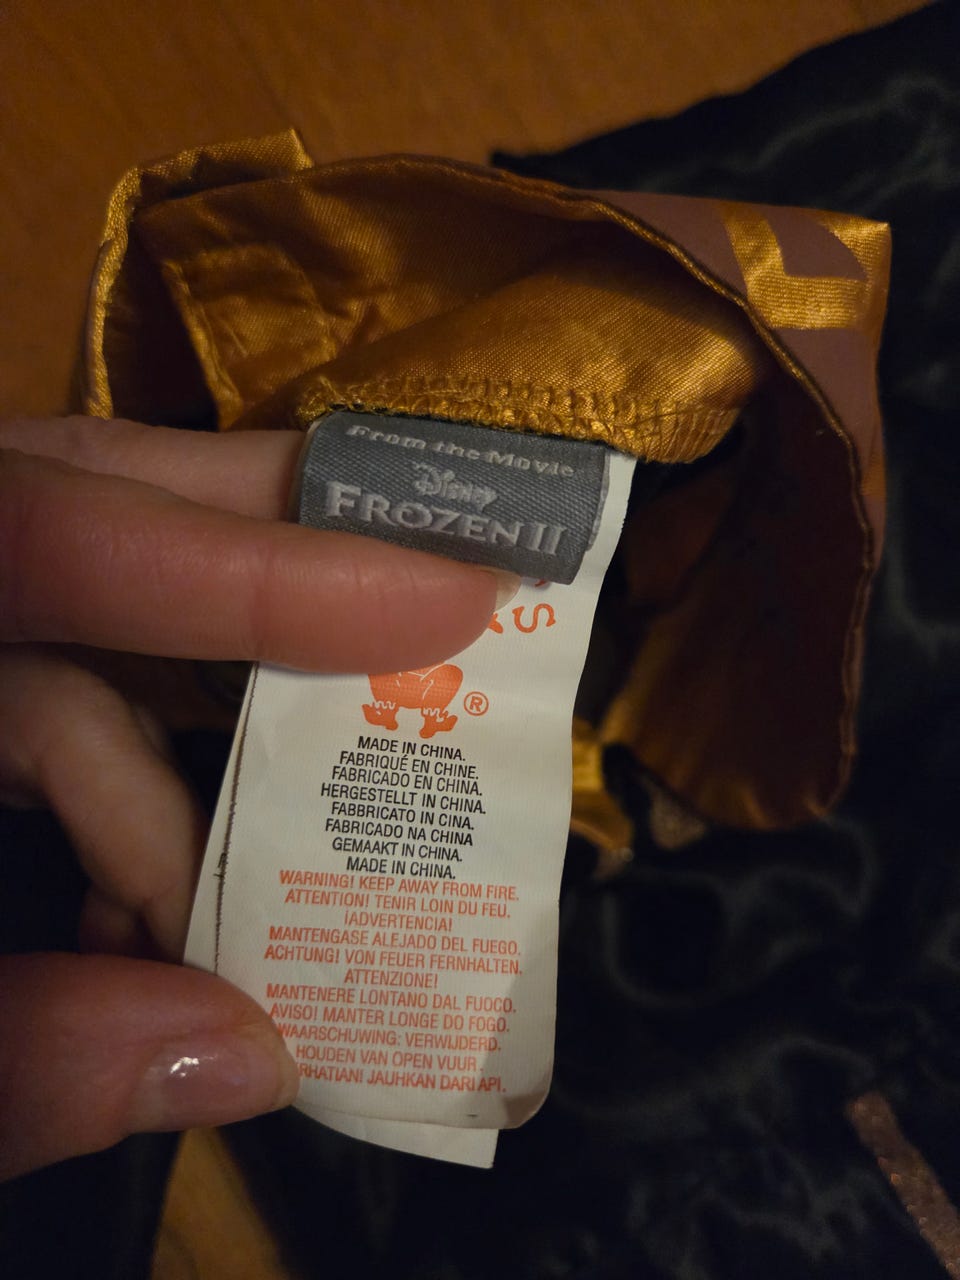 From the Movie
Disney
FROZEN II
S
®
MADE IN CHINA.
FABRIQUÉ EN CHINE.
FABRICADO EN CHINA.
HERGESTELLT IN CHINA.
FABBRICATO IN CINA.
FABRICADO NA CHINA
GEMAAKT IN CHINA.
MADE IN CHINA.
WARNING! KEEP AWAY FROM FIRE.
ATTENTION! TENIR LOIN DU FEU.
¡ADVERTENCIA!
MANTENGASE ALEJADO DEL FUEGO.
ACHTUNG! VON FEUER FERNHALTEN.
ATTENZIONE!
MANTENERE LONTANO DAL FUOCO.
AVISO! MANTER LONGE DO FOGO.
WAARSCHUWING: VERWIJDERD.
HOUDEN VAN OPEN VUUR.
JAUHKAN DARI API.